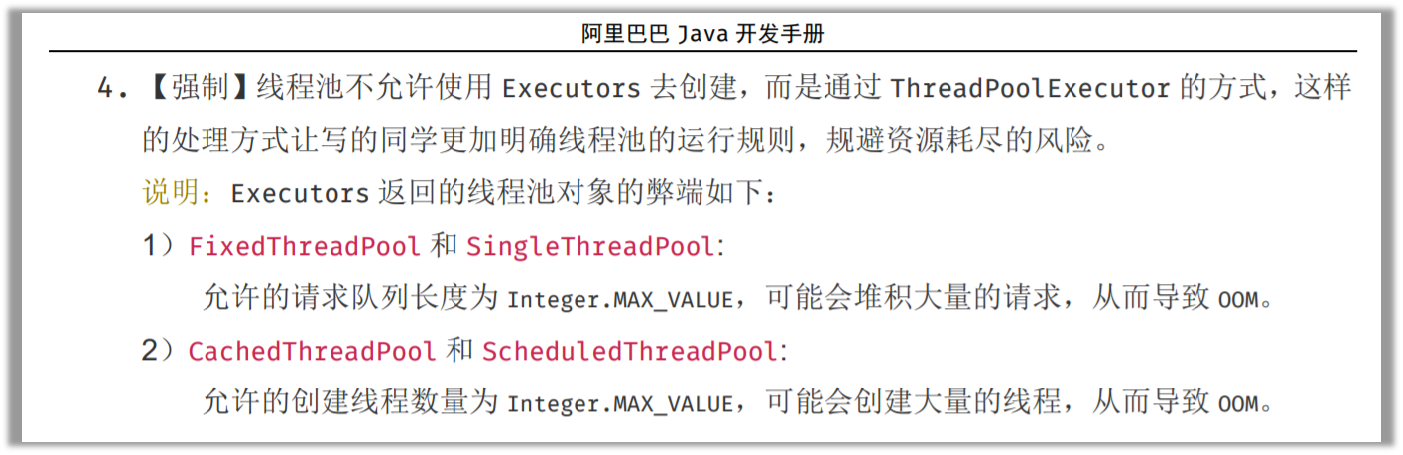 阿里巴巴 Java 开发手册
4. 【强制】线程池不允许使用 Executors 去创建，而是通过 ThreadPoolExecutor 的方式，这样
的处理方式让写的同学更加明确线程池的运行规则，规避资源耗尽的风险。
说明：Executors 返回的线程池对象的弊端如下：
1）FixedThreadPool 和 SingleThreadPool:
允许的请求队列长度为 Integer.MAX_VALUE，可能会堆积大量的请求，从而导致 OOM。
2）CachedThreadPool 和 ScheduledThreadPool:
允许的创建线程数量为 Integer.MAX_VALUE，可能会创建大量的线程，从而导致 OOM。